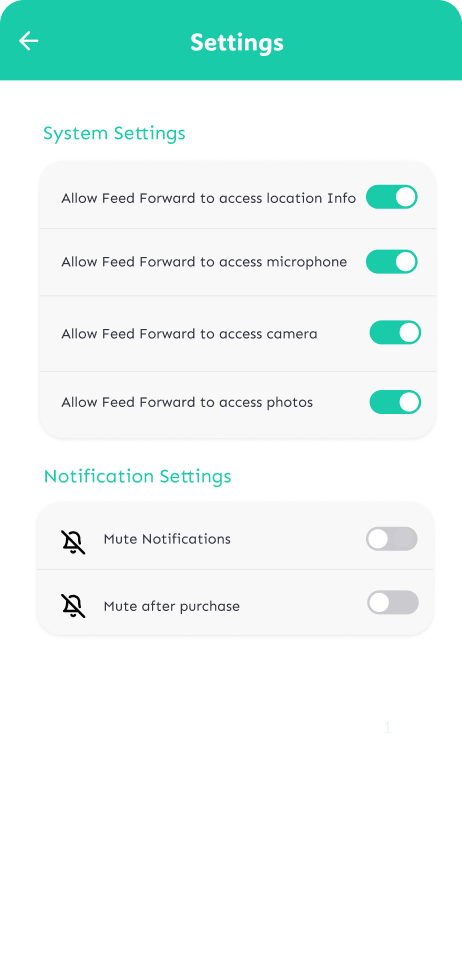 Settings
System Settings
Allow Feed Forward to access location Info
Allow Feed Forward to access microphone
Allow Feed Forward to access camera
Allow Feed Forward to access photos
Notification Settings
Mute Notifications
Mute after purchase
1